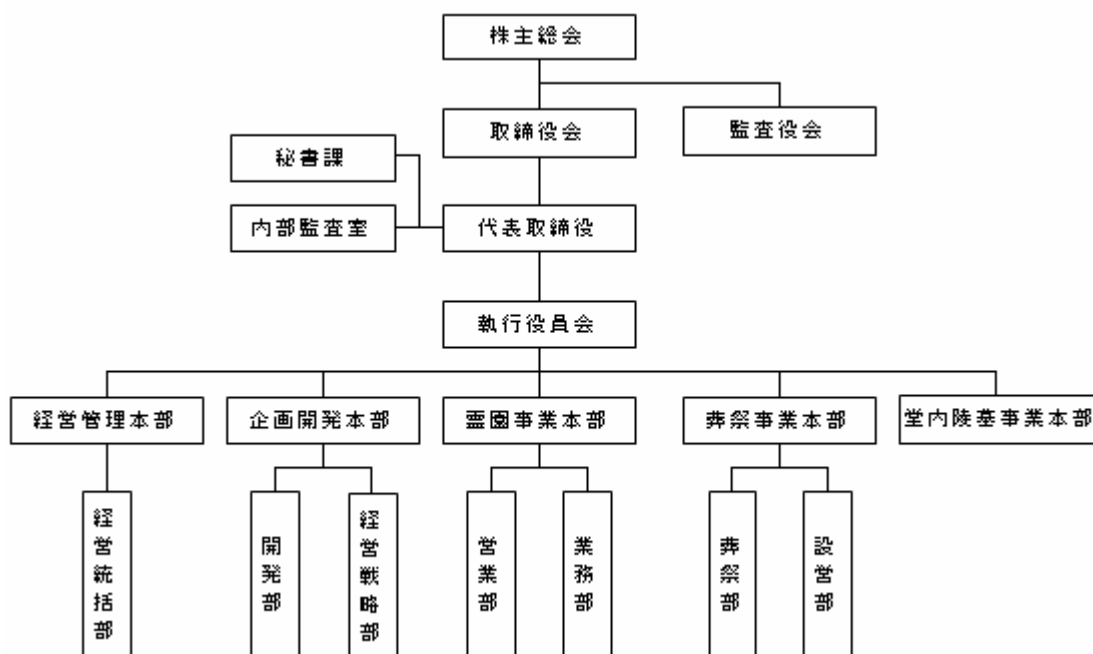 株主総会
取締役会
監査役会
秘書課
内部監査室
代表取締役
執行役員会
経営管理本部
企画開発本部
霊園事業本部
葬祭事業本部
堂内陵墓事業本部
経営統括部
開発部
経営戦略部
営業部
業務部
葬祭部
設営部